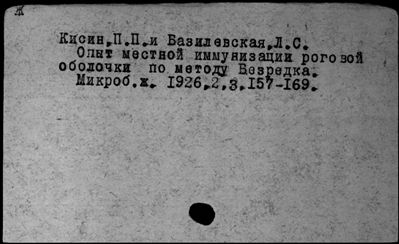 Ж
Кисин,П.П.и Базилевская,Л.С.
Опыт местной иммунизации роговой
оболочки по методу Безредка.
Микроб.ж. 1926,2,3,157-169.